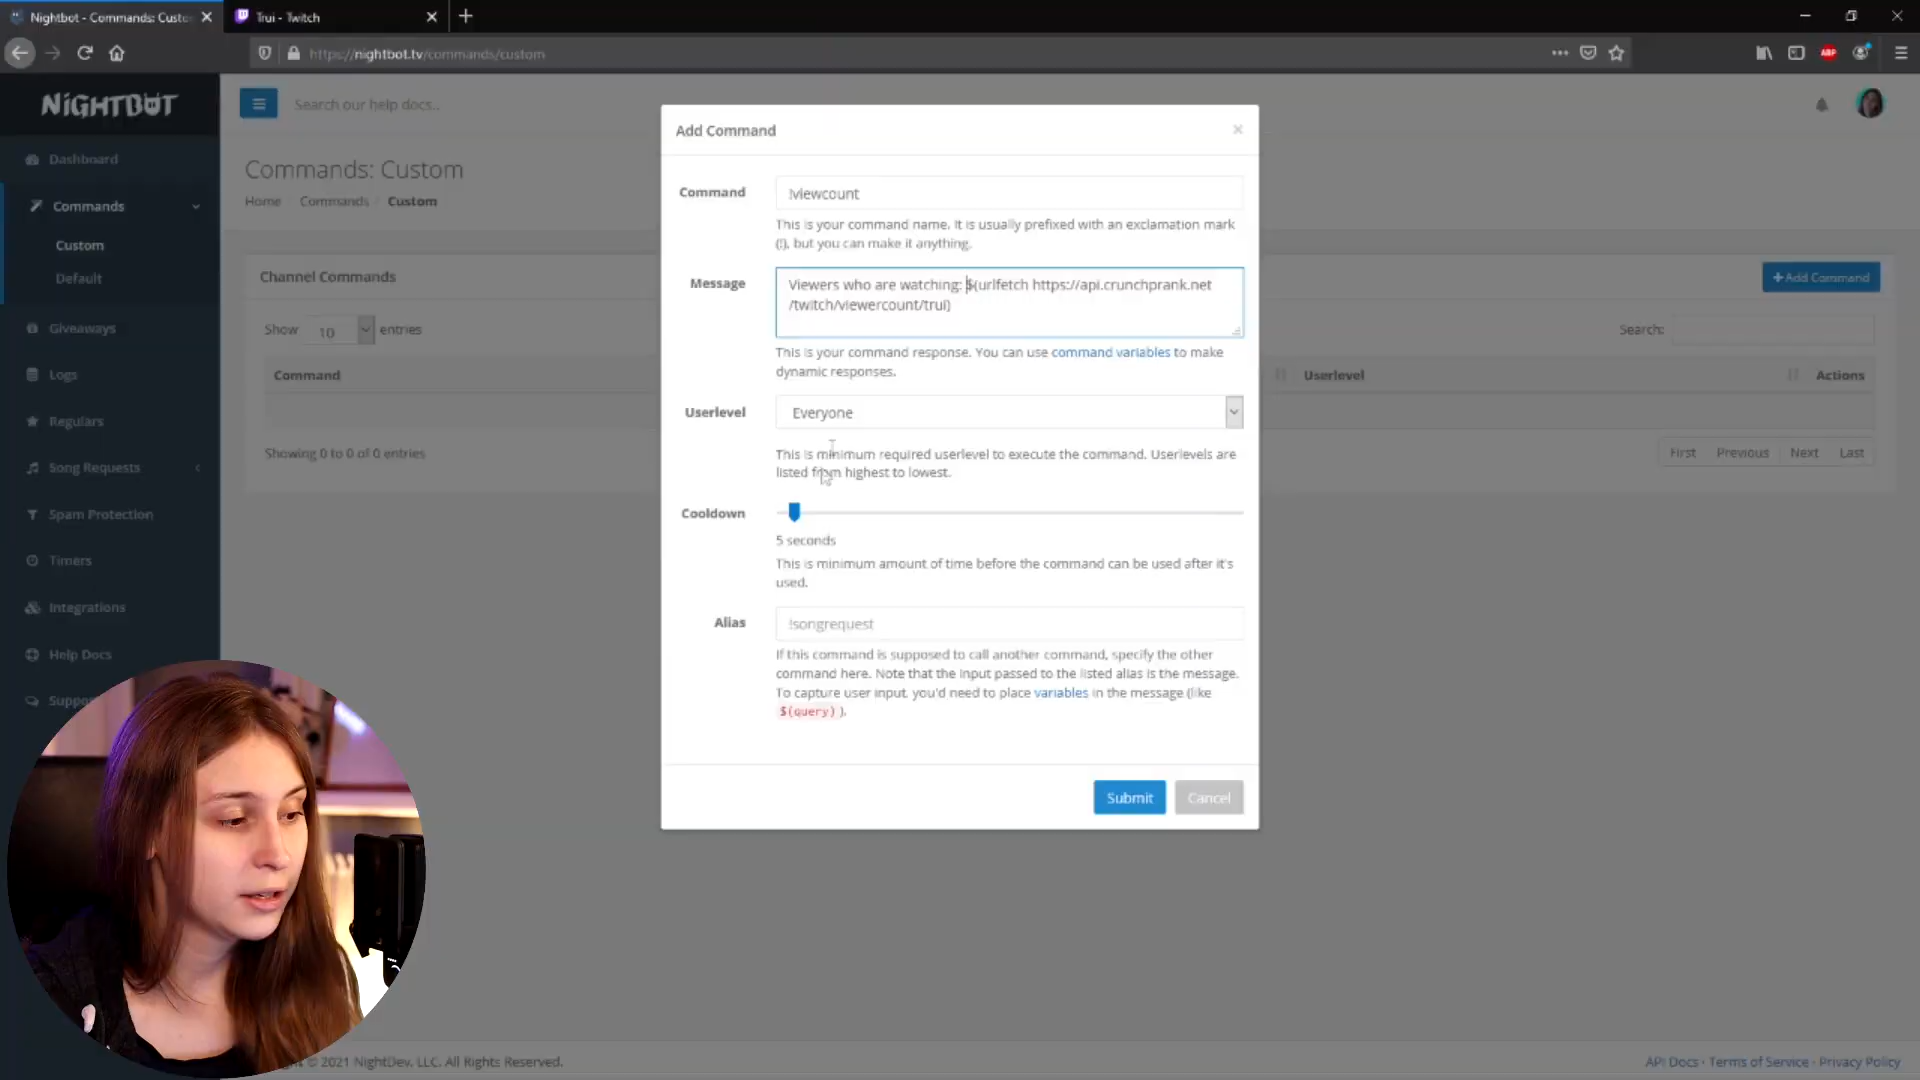 Nightbot - Commands: Custo
Trui - Twitch
https://nightbot.tv/commands/custom
ABP
NiGHTBOT
Search our help docs..
Dashboard
Commands
Custom
Default
Giveaways
Logs
Regulars
Song Requests
Spam Protection
Timers
Integrations
Help Docs
Suppo
Commands: Custom
Home
Commands
Custom
Channel Commands
+Add Command
Show
10
entries
Search:
Command
Userlevel
Actions
Showing 0 to 0 of 0 entries
First
Previous
Next
Last
Add Command
Command
!viewcount
This is your command name. It is usually prefixed with an exclamation mark
(!), but you can make it anything.
Message
Viewers who are watching: $(urlfetch https://api.crunchprank.net
/twitch/viewercount/trui)
This is your command response. You can use command variables to make
dynamic responses.
Userlevel
Everyone
This is minimum required userlevel to execute the command. Userlevels are
listed from highest to lowest.
Cooldown
5 seconds
This is minimum amount of time before the command can be used after it's
used.
Alias
!songrequest
If this command is supposed to call another command, specify the other
command here. Note that the input passed to the listed alias is the message.
To capture user input, you'd need to place variables in the message (like
$(query) ).
Submit
Cancel
© 2021 NightDev, LLC. All Rights Reserved.
API Docs · Terms of Service · Privacy Policy